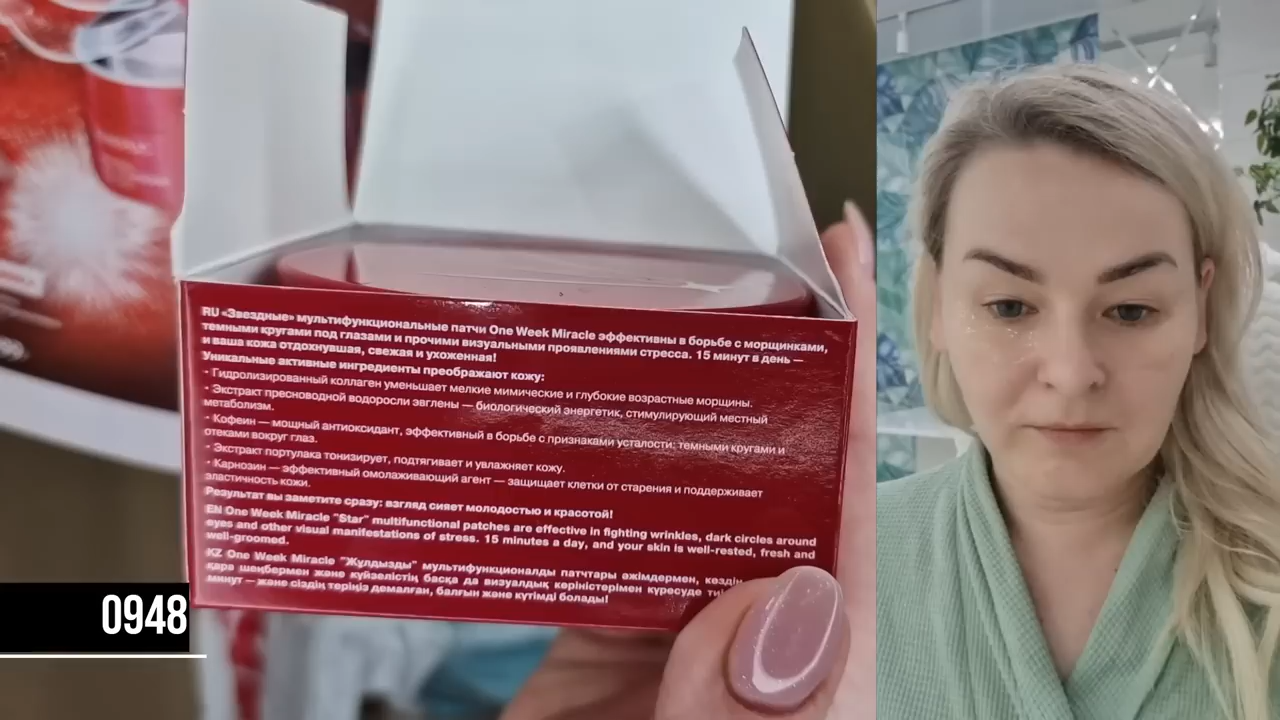 RU «Звездные» мультифункциональные патчи One Week Miracle эффективны в борьбе с морщинками,
темными кругами под глазами и прочими визуальными проявлениями стресса. 15 минут в день —
и ваша кожа отдохнувшая, свежая и ухоженная!
Уникальные активные ингредиенты преображают кожу:
• Гидролизированный коллаген уменьшает мелкие мимические и глубокие возрастные морщины.
• Экстракт пресноводной водоросли эвглены — биологический энергетик, стимулирующий местный
метаболизм.
• Кофеин — мощный антиоксидант, эффективный в борьбе с признаками усталости: темными кругами и
отеками вокруг глаз.
• Экстракт портулака тонизирует, подтягивает и увлажняет кожу.
• Карнозин — эффективный омолаживающий агент — защищает клетки от старения и поддерживает
эластичность кожи.
Результат вы заметите сразу: взгляд сияет молодостью и красотой!
EN One Week Miracle "Star" multifunctional patches are effective in fighting wrinkles, dark circles around
eyes and other visual manifestations of stress. 15 minutes a day, and your skin is well-rested, fresh and
well-groomed.
KZ One Week Miracle "Жұлдызды" мультифункционалды патчтары әжімдермен, көздің
қара шеңбермен және күйзелістің басқа да визуалдық көріністерімен күресуде
минут — және сіздің теріңіз демалған, балғын және күтімді болады!
0948